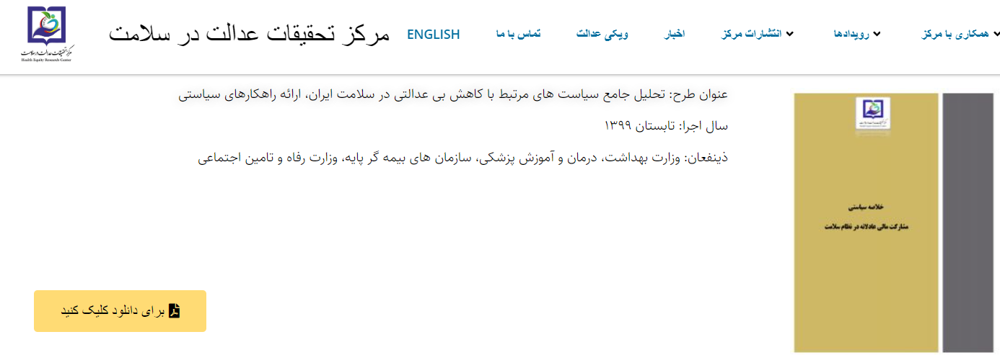 همکاری با مرکز
رویدادها
انتشارات مرکز
اخبار
ویکی عدالت
تماس با ما
ENGLISH
مرکز تحقیقات عدالت در سلامت
مرکز تحقیقات عدالت در سلامت
Health Equity Research Center
عنوان طرح: تحلیل جامع سیاست های مرتبط با کاهش بی عدالتی در سلامت ایران، ارائه راهکارهای سیاستی
سال اجرا: تابستان ۱۳۹۹
ذینفعان: وزارت بهداشت، درمان و آموزش پزشکی، سازمان های بیمه گر پایه، وزارت رفاه و تامین اجتماعی
خلاصه سیاستی
مشارکت مالی عادلانه در نظام سلامت
برای دانلود کلیک کنید